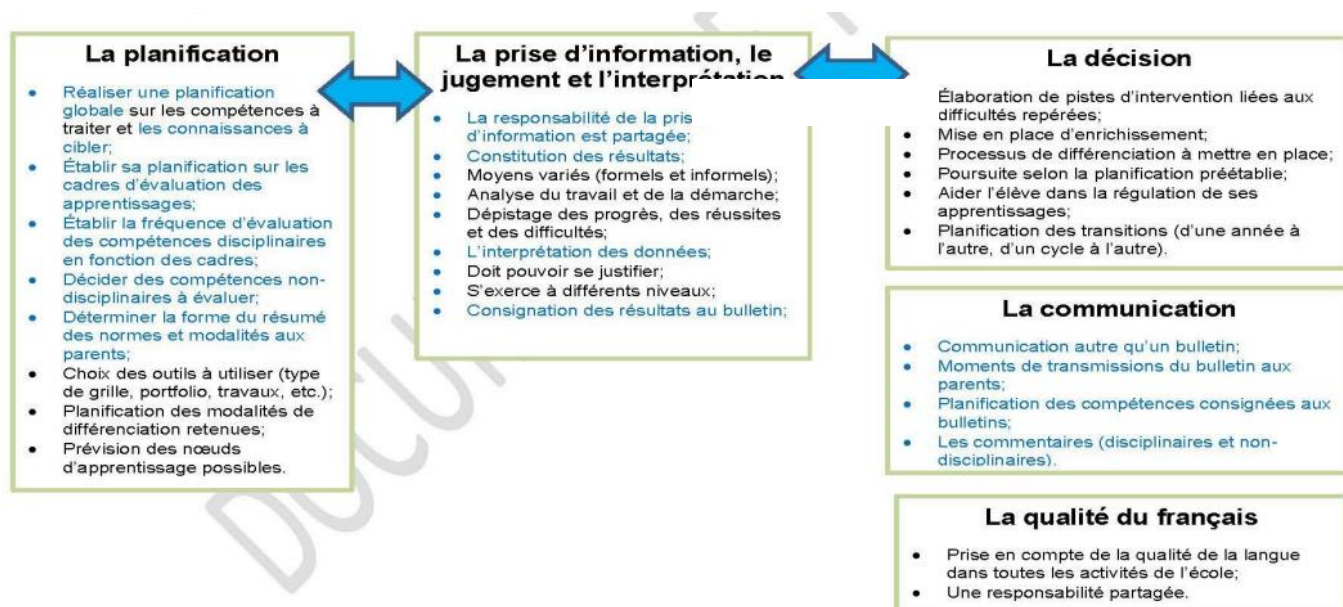 La planification
• Réaliser une planification
globale sur les compétences à
traiter et les connaissances à
cibler;
• Établir sa planification sur les
cadres d'évaluation des
apprentissages;
• Établir la fréquence d'évaluation
des compétences disciplinaires
en fonction des cadres;
• Décider des compétences non-
disciplinaires à évaluer;
• Déterminer la forme du résumé
des normes et modalités aux
parents;
• Choix des outils à utiliser (type
de grille, portfolio, travaux, etc.);
• Planification des modalités de
différenciation retenues;
• Prévision des nœuds
d'apprentissage possibles.
La prise d'information, le
jugement et l'interprétation
• La responsabilité de la pris
d'information est partagée;
• Constitution des résultats;
• Moyens variés (formels et informels);
• Analyse du travail et de la démarche;
• Dépistage des progrès, des réussites
et des difficultés;
• L'interprétation des données;
• Doit pouvoir se justifier;
• S'exerce à différents niveaux;
• Consignation des résultats au bulletin;
La décision
Élaboration de pistes d'intervention liées aux
difficultés repérées;
• Mise en place d'enrichissement;
• Processus de différenciation à mettre en place;
• Poursuite selon la planification préétablie;
• Aider l'élève dans la régulation de ses
apprentissages;
• Planification des transitions (d'une année à
l'autre, d'un cycle à l'autre).
La communication
• Communication autre qu'un bulletin;
• Moments de transmissions du bulletin aux
parents;
• Planification des compétences consignées aux
bulletins;
• Les commentaires (disciplinaires et non-
disciplinaires).
La qualité du français
• Prise en compte de la qualité de la langue
dans toutes les activités de l'école;
• Une responsabilité partagée.